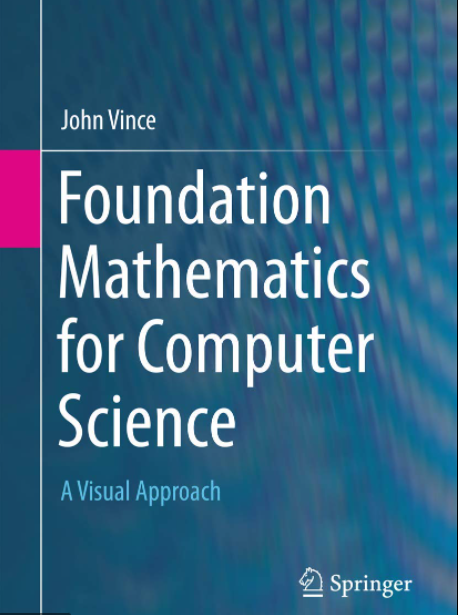 John Vince
Foundation
Mathematics
for Computer
Science
A Visual Approach
Springer